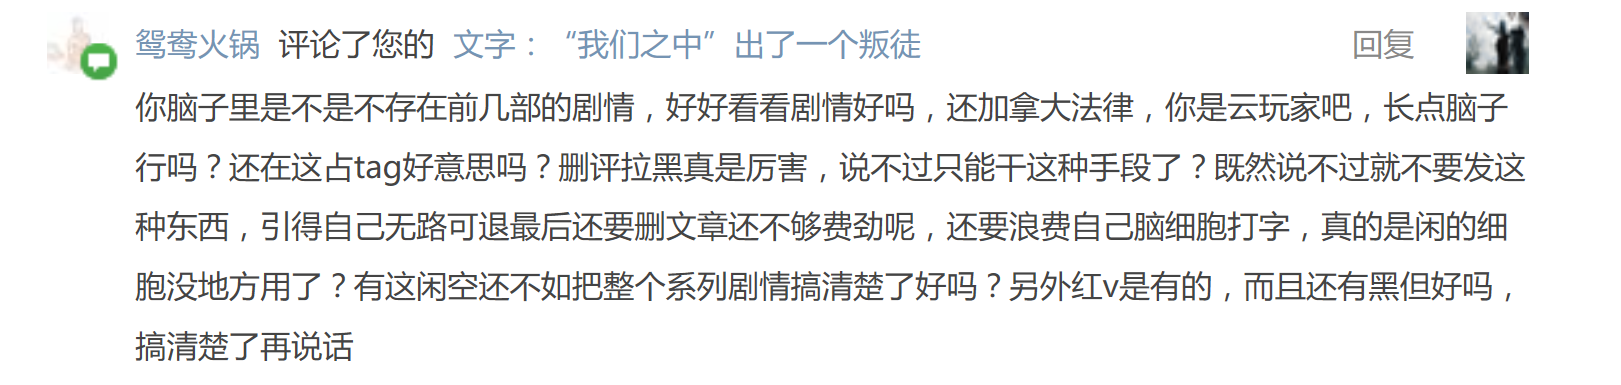 鸳鸯火锅 评论了您的 文字：“我们之中”出了一个叛徒 回复
你脑子里是不是不存在前几部的剧情，好好看看剧情好吗，还加拿大法律，你是云玩家吧，长点脑子
行吗？还在这占tag好意思吗？删评拉黑真是厉害，说不过只能干这种手段了？既然说不过就不要发这
种东西，引得自己无路可退最后还要删文章还不够费劲呢，还要浪费自己脑细胞打字，真的是闲的细
胞没地方用了？有这闲空还不如把整个系列剧情搞清楚了好吗？另外红v是有的，而且还有黑但好吗，
搞清楚了再说话